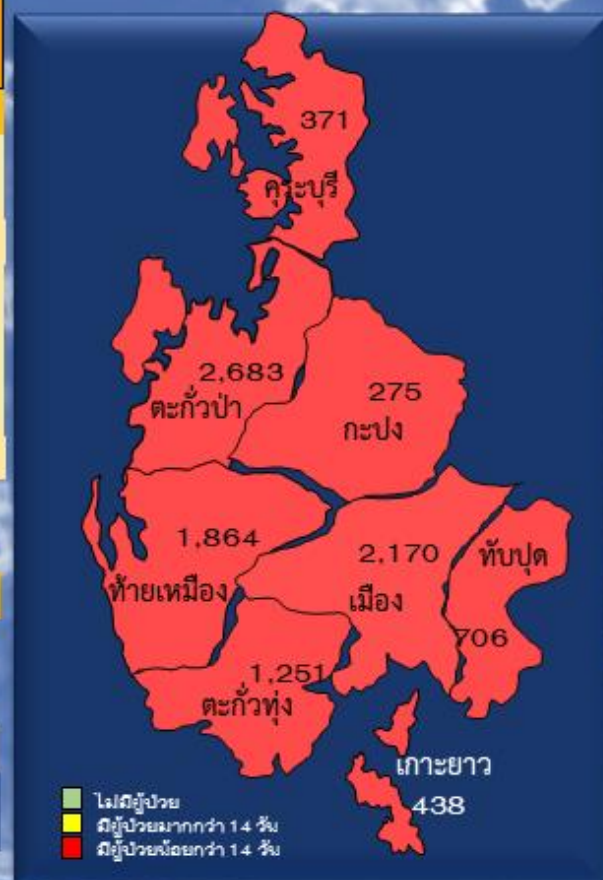 371
คุระบุรี
2,683
ตะกั่วป่า
275
กะปง
1,864
ท้ายเหมือง
2,170
เมือง
ทับปุด
706
1,251
ตะกั่วทุ่ง
เกาะยาว
438
ไม่มีผู้ป่วย
มีผู้ป่วยมากกว่า 14 วัน
มีผู้ป่วยน้อยกว่า 14 วัน